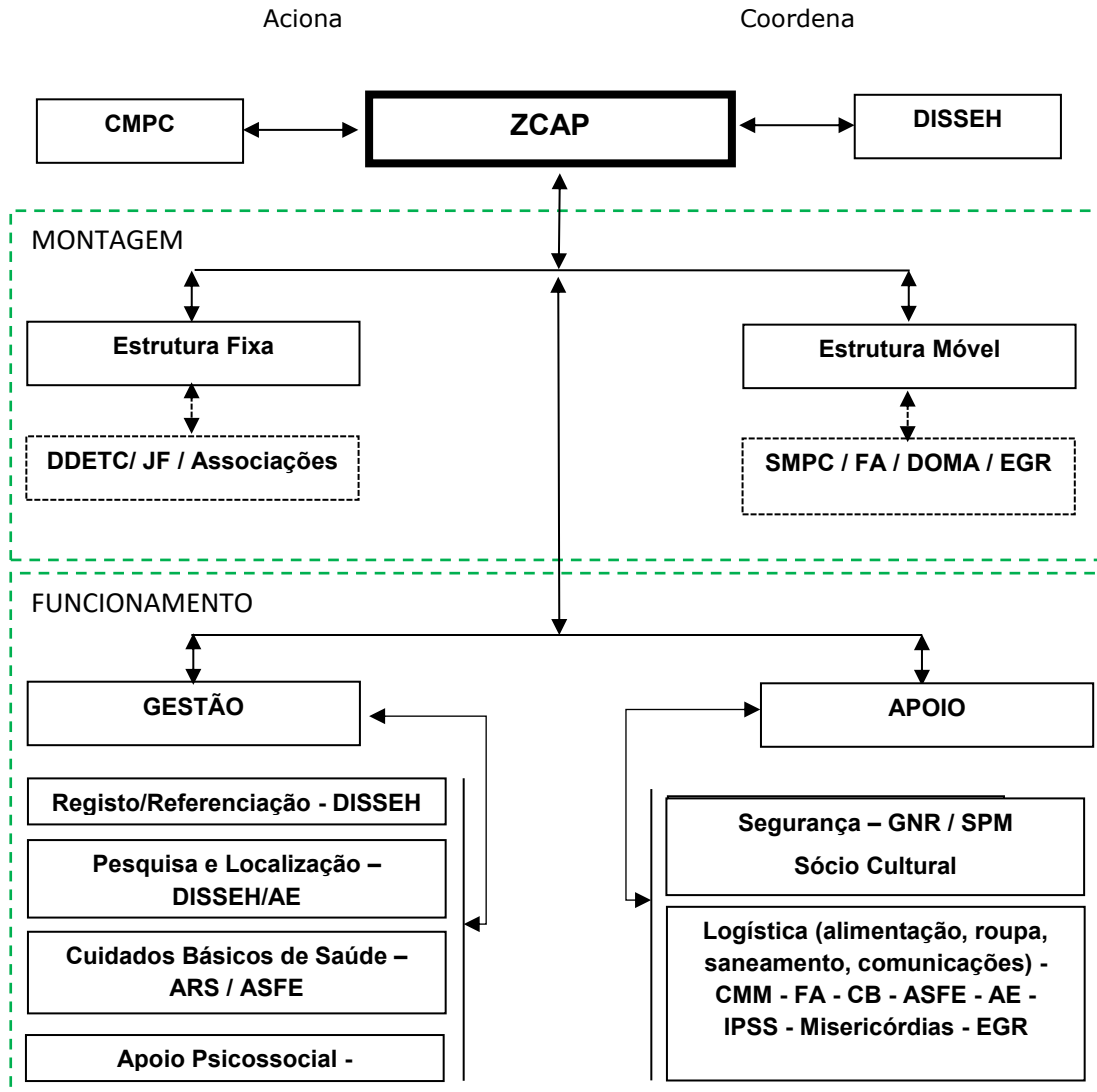 Aciona
Coordena
CMPC
ZCAP
DISSEH
MONTAGEM
Estrutura Fixa
Estrutura Móvel
DDETC/ JF / Associações
SMPC / FA / DOMA / EGR
FUNCIONAMENTO
GESTÃO
APOIO
Registo/Referenciação - DISSEH
Pesquisa e Localização –
DISSEH/AE
Cuidados Básicos de Saúde –
ARS / ASFE
Apoio Psicossocial -
Segurança – GNR / SPM
Sócio Cultural
Logística (alimentação, roupa,
saneamento, comunicações) -
CMM - FA - CB - ASFE - AE -
IPSS - Misericórdias - EGR